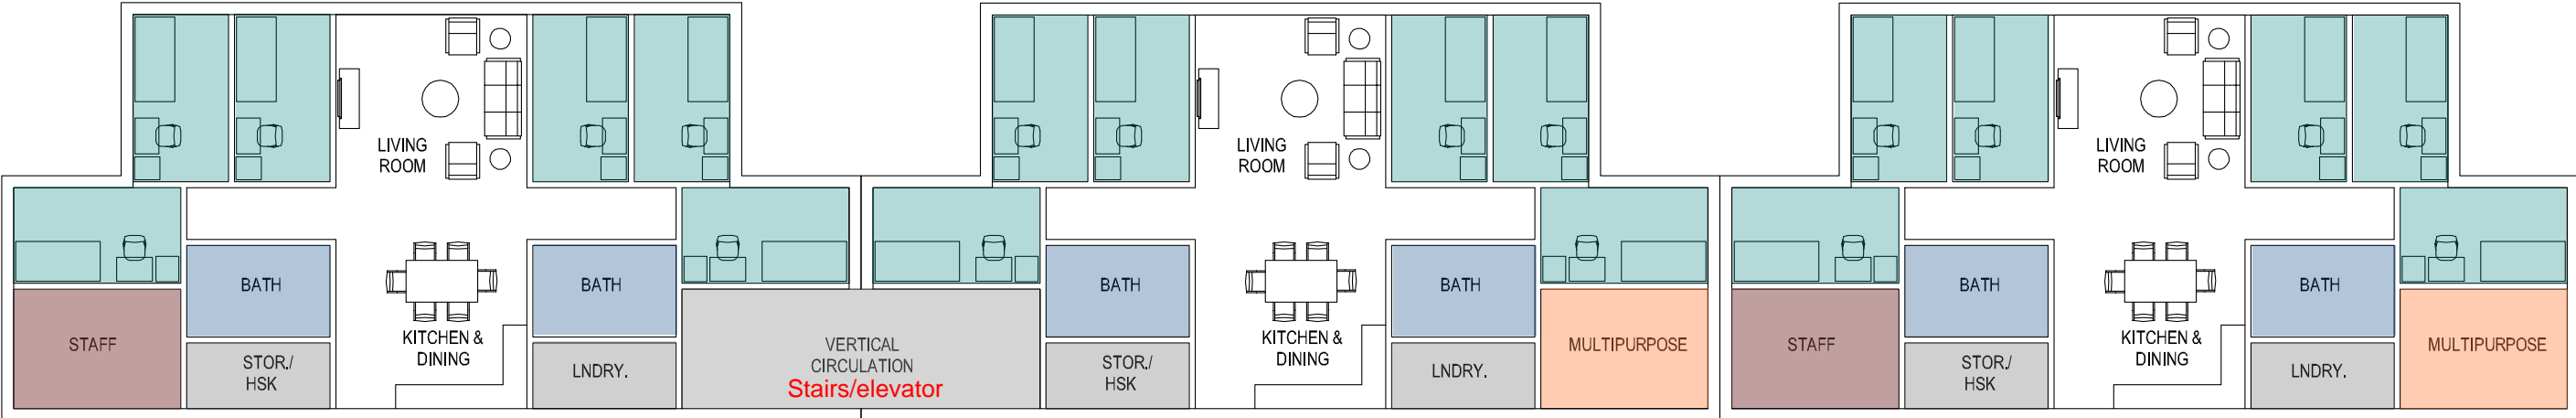 LIVING
ROOM
LIVING
ROOM
LIVING
ROOM
BATH
BATH
BATH
BATH
BATH
BATH
STAFF
KITCHEN &
DINING
VERTICAL
CIRCULATION
Stairs/elevator
KITCHEN &
DINING
MULTIPURPOSE
STAFF
KITCHEN &
DINING
MULTIPURPOSE
STOR./
HSK
LNDRY.
STOR./
HSK
LNDRY.
STOR./
HSK
LNDRY.